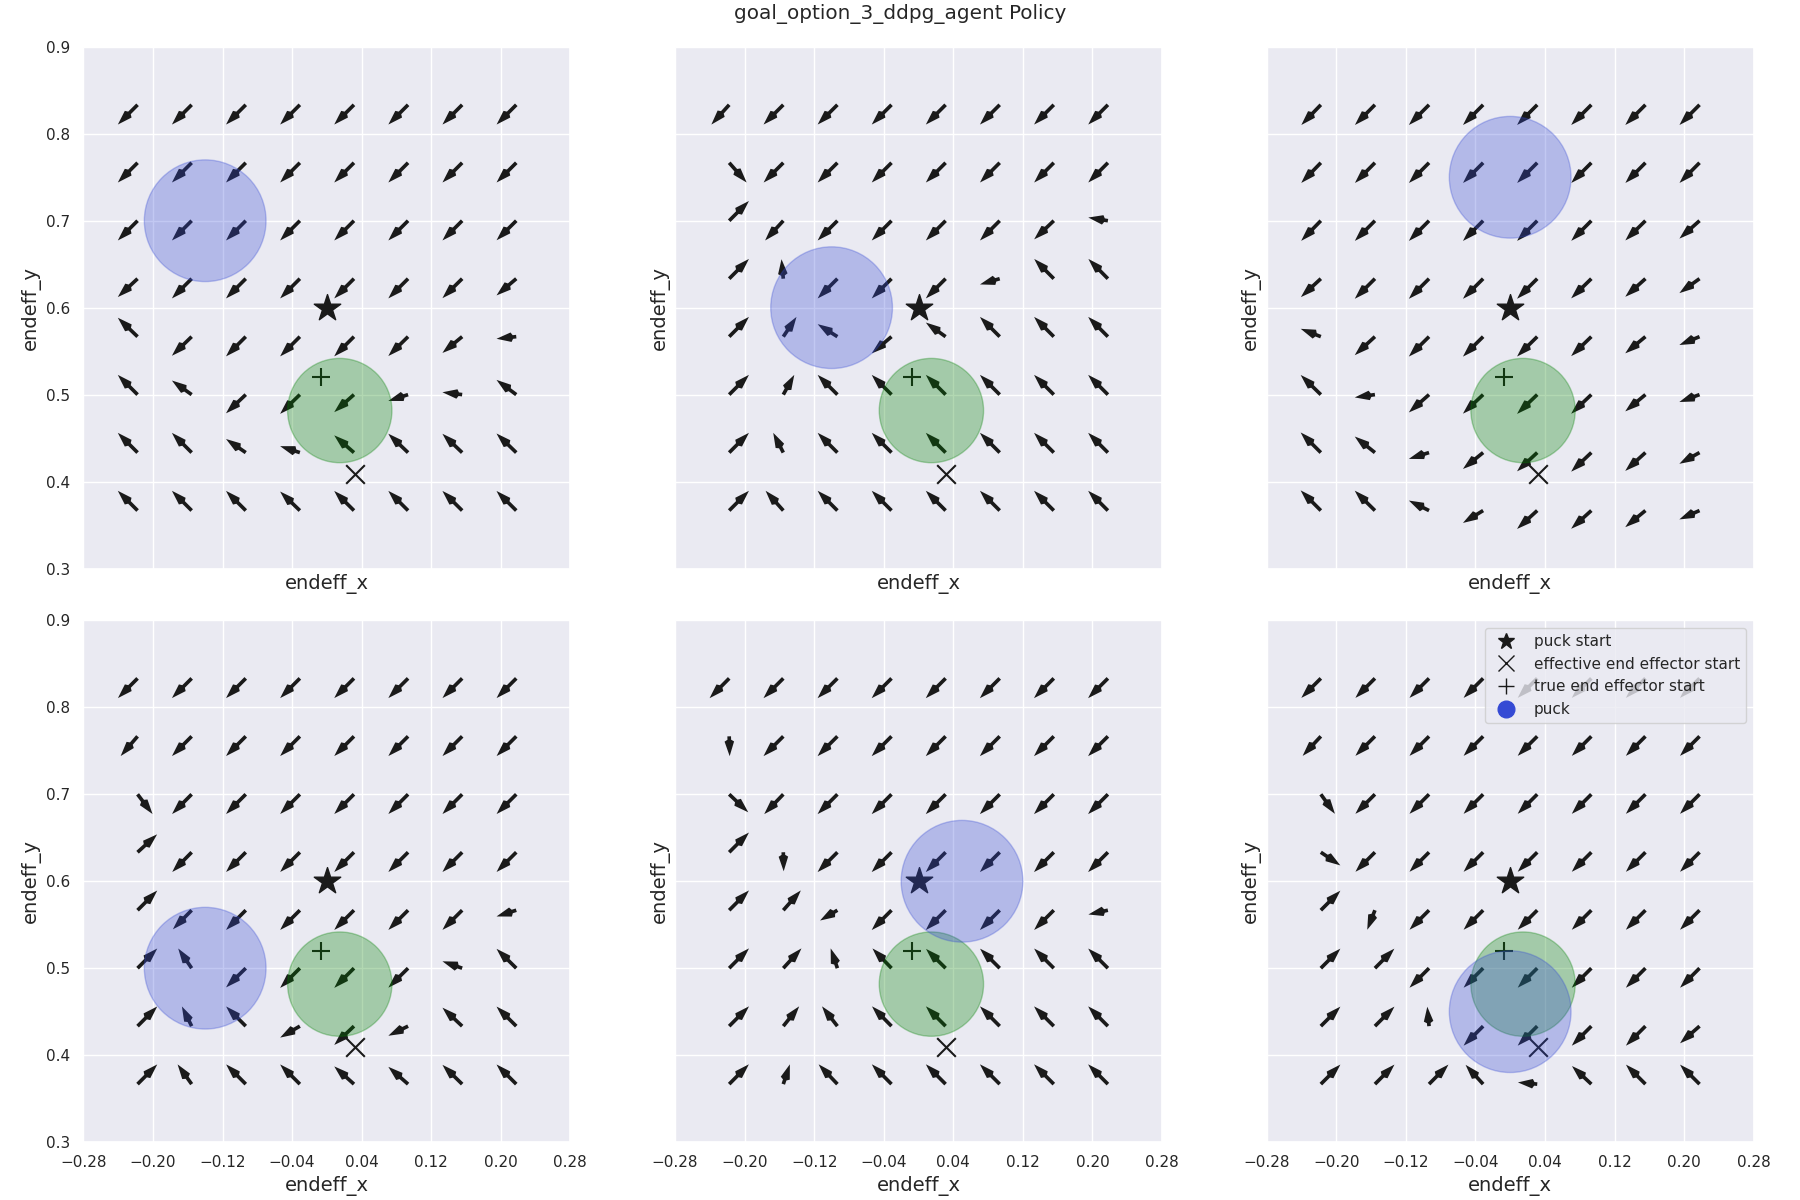 goal_option_3_ddpg_agent Policy
0.9
0.8
0.7
0.6
0.5
0.4
0.3
endeff_y
endeff_x
endeff_y
endeff_x
endeff_y
endeff_x
0.9
0.8
0.7
0.6
0.5
0.4
0.3
endeff_y
−0.28 −0.20 −0.12 −0.04 0.04 0.12 0.20 0.28
endeff_x
endeff_y
−0.28 −0.20 −0.12 −0.04 0.04 0.12 0.20 0.28
endeff_x
puck start
effective end effector start
true end effector start
puck
endeff_y
−0.28 −0.20 −0.12 −0.04 0.04 0.12 0.20 0.28
endeff_x